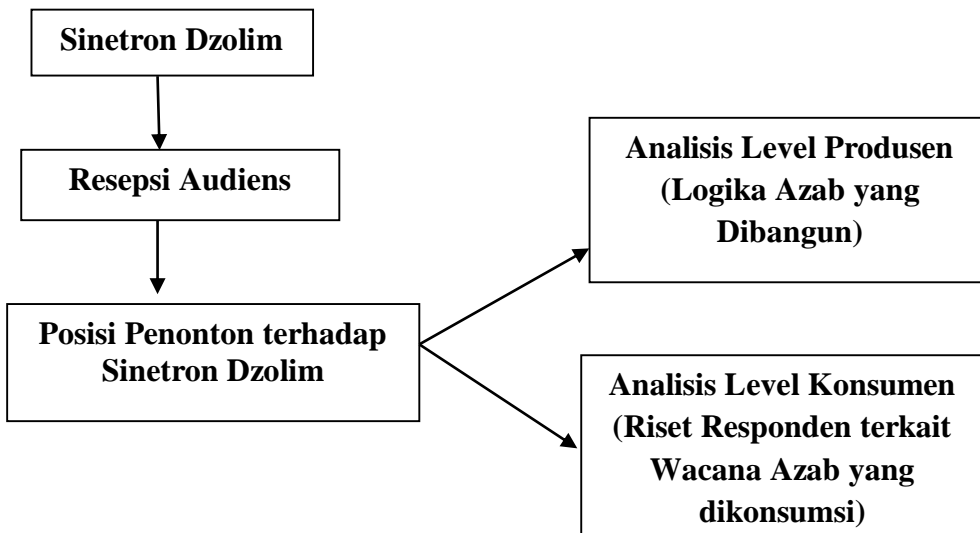 Sinetron Dzolim
Resepsi Audiens
Posisi Penonton terhadap
Sinetron Dzolim
Analisis Level Produsen
(Logika Azab yang
Dibangun)
Analisis Level Konsumen
(Riset Responden terkait
Wacana Azab yang
dikonsumsi)